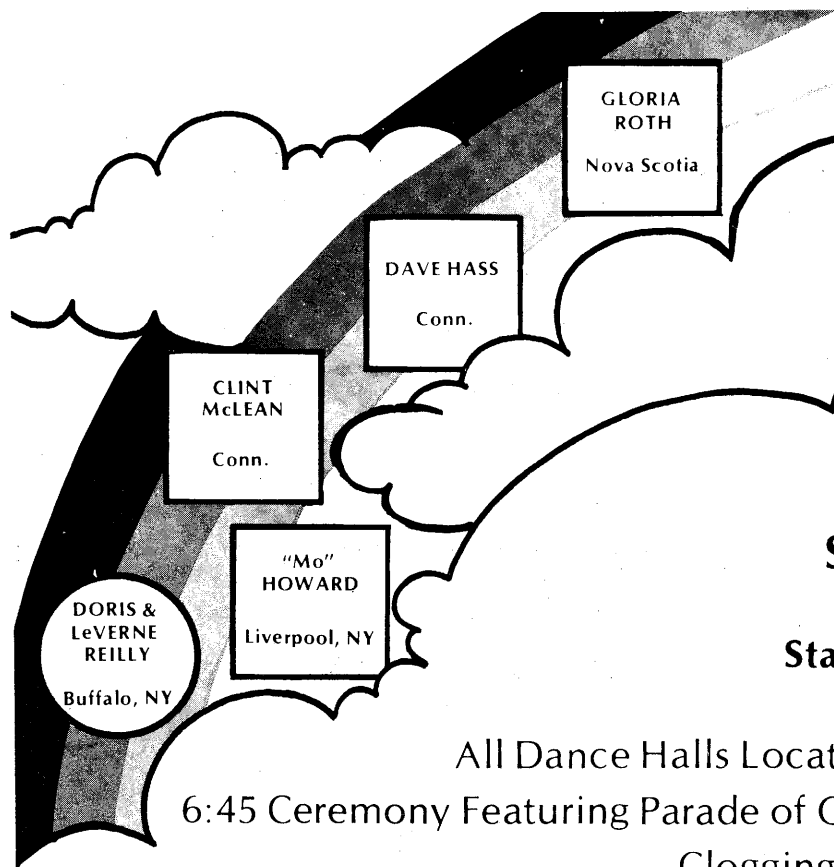 GLORIA
ROTH
Nova Scotia
DAVE HASS
Conn.
CLINT
McLEAN
Conn.
"Mo"
HOWARD
Liverpool, NY
DORIS &
LeVERNE
REILLY
Buffalo, NY
S
Sta
All Dance Halls Locat
6:45 Ceremony Featuring Parade of
Clogging